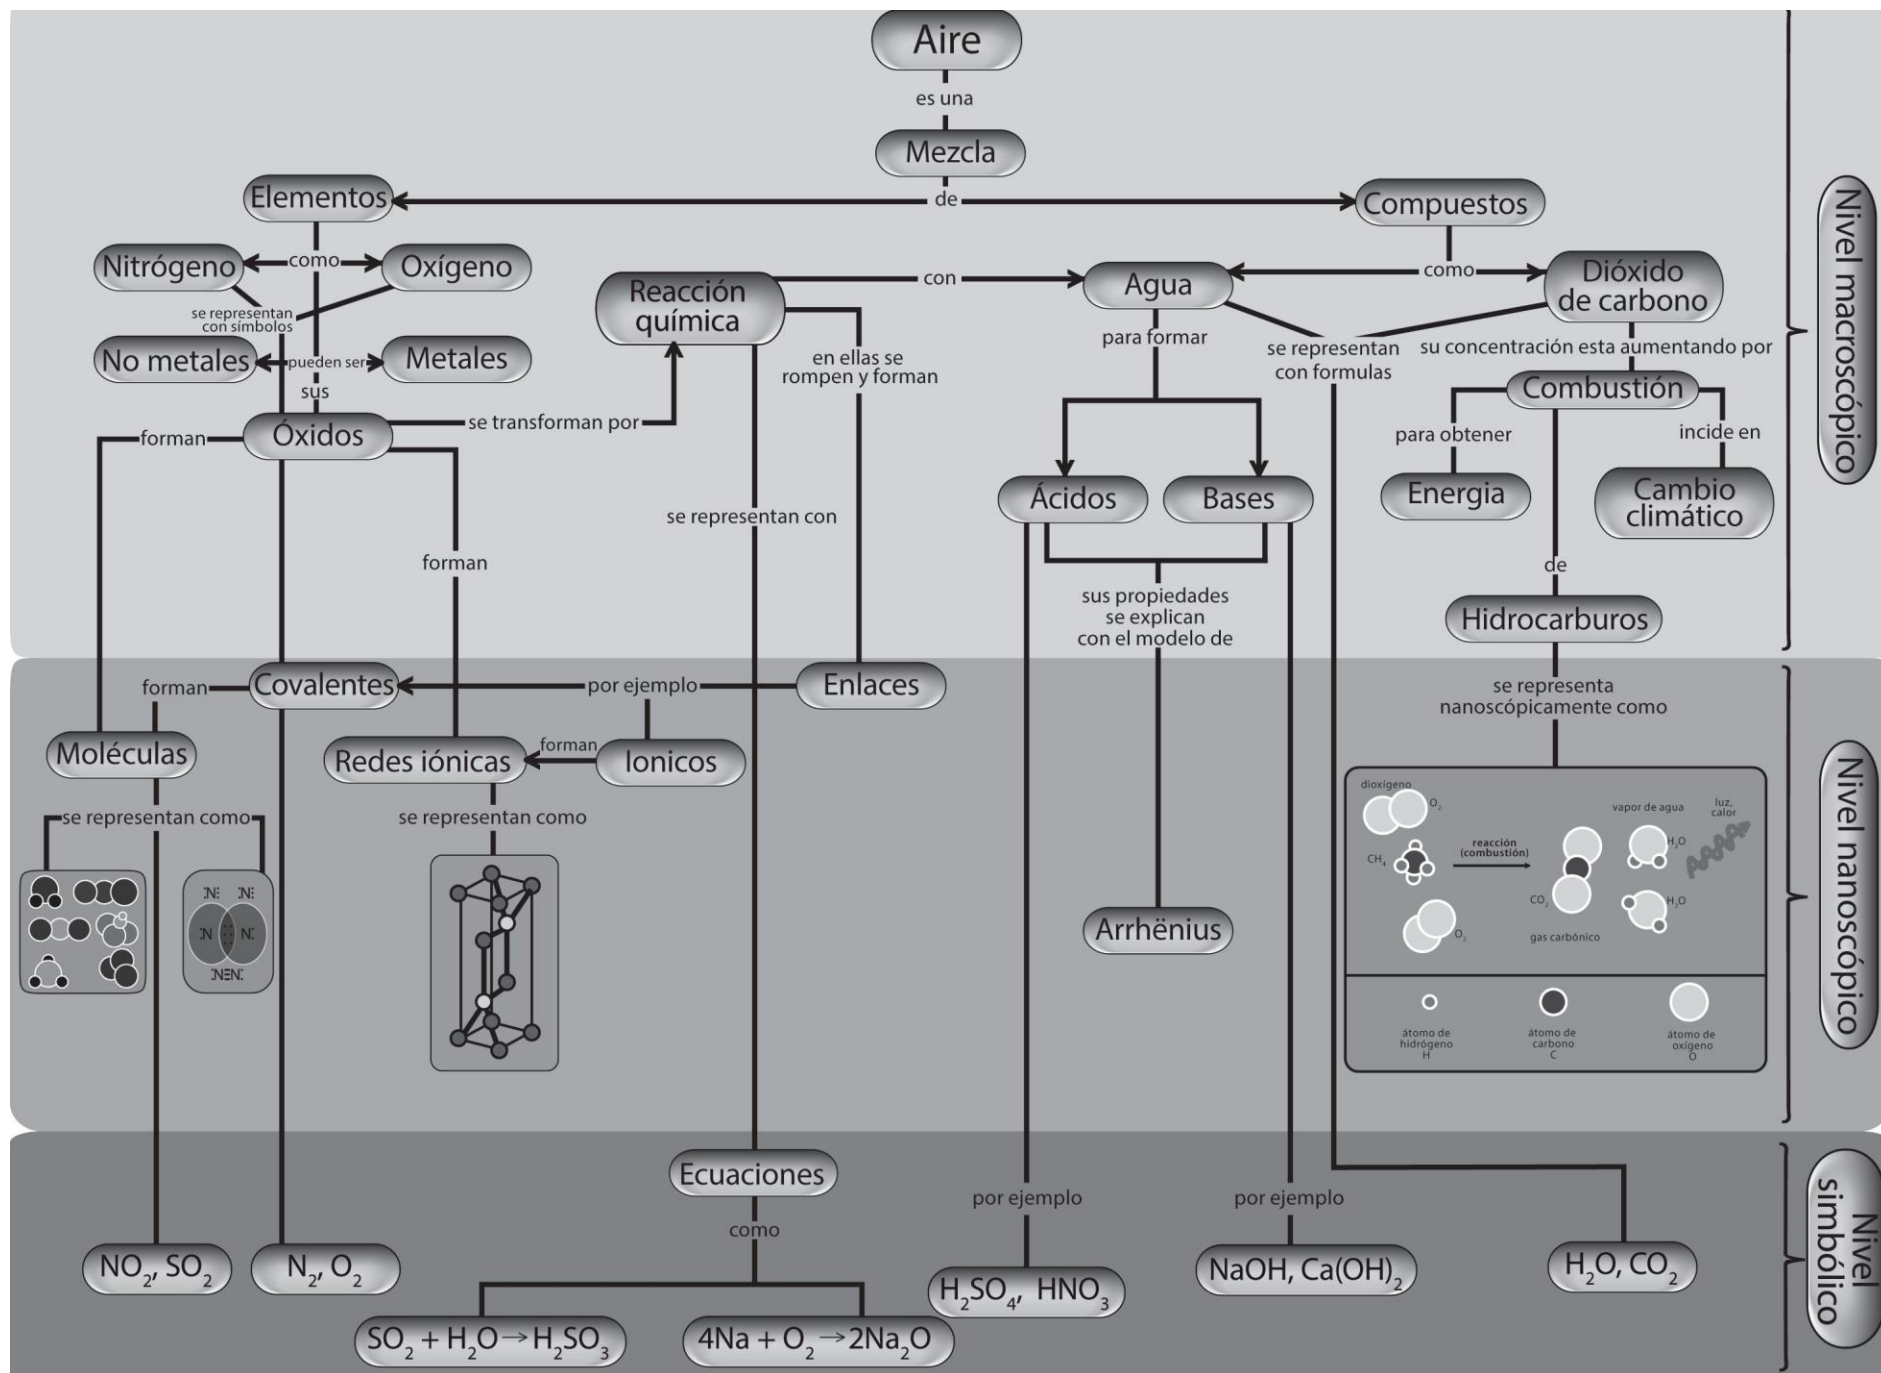 Aire
es una
Mezcla
de
Elementos
Compuestos
Nitrógeno
como
Oxígeno
se representan
con símbolos
No metales
pueden ser
Metales
sus
Óxidos
forman
se transforman por
forman
Reacción
química
con
en ellas se
rompen y forman
se representan con
Agua
como
Dióxido
de carbono
para formar
se representan
con formulas
su concentración esta aumentando por
Combustión
para obtener
incide en
Energia
Cambio
climático
Ácidos
Bases
de
sus propiedades
se explican
con el modelo de
Hidrocarburos
Nivel macroscópico
Covalentes
por ejemplo
Enlaces
forman
Moléculas
Redes iónicas
forman
Ionicos
se representan como
se representan como
:N⋮ ·N⋮
:N N:
:N≡N:
Arrhënius
se representa
nanoscópicamente como
dioxígeno
O2
CH4
O2
reacción
(combustión)
CO2
gas carbónico
vapor de agua
H2O
H2O
luz,
calor
átomo de
hidrógeno
H
átomo de
carbono
C
átomo de
oxígeno
O
Nivel nanoscópico
Ecuaciones
como
por ejemplo
por ejemplo
NO2, SO2
N2, O2
SO2 + H2O → H2SO3
4Na + O2 → 2Na2O
H2SO4, HNO3
NaOH, Ca(OH)2
H2O, CO2
Nivel
simbólico